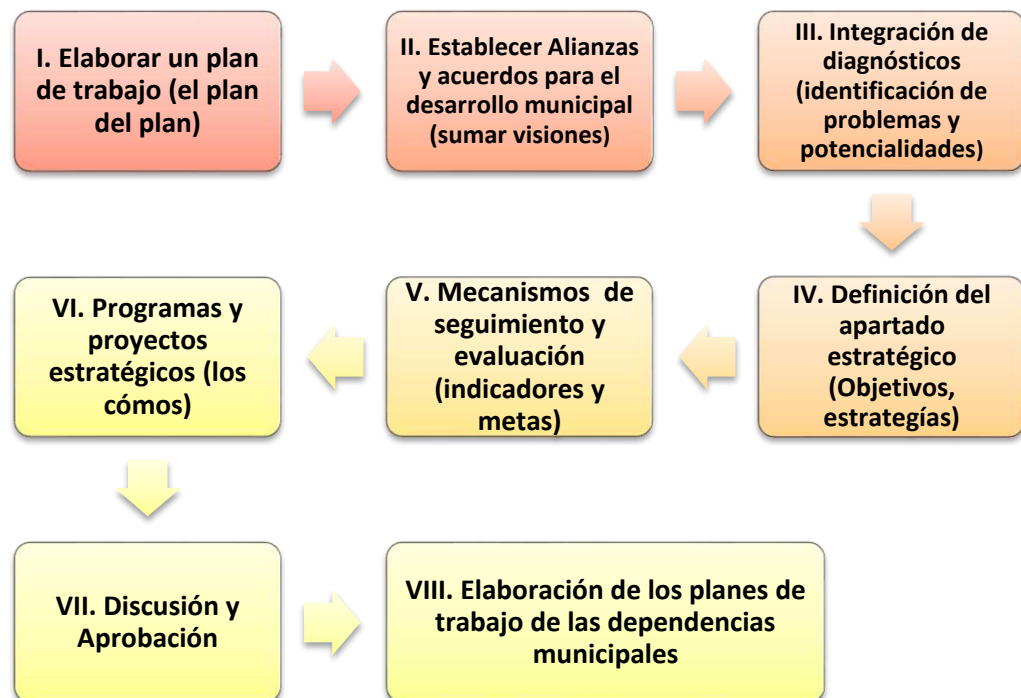 I. Elaborar un plan
de trabajo (el plan
del plan)
II. Establecer Alianzas
y acuerdos para el
desarrollo municipal
(sumar visiones)
III. Integración de
diagnósticos
(identificación de
problemas y
potencialidades)
IV. Definición del
apartado
estratégico
(Objetivos,
estrategías)
V. Mecanismos de
seguimiento y
evaluación
(indicadores y
metas)
VI. Programas y
proyectos
estratégicos (los
cómos)
VII. Discusión y
Aprobación
VIII. Elaboración de los planes de
trabajo de las dependencias
municipales